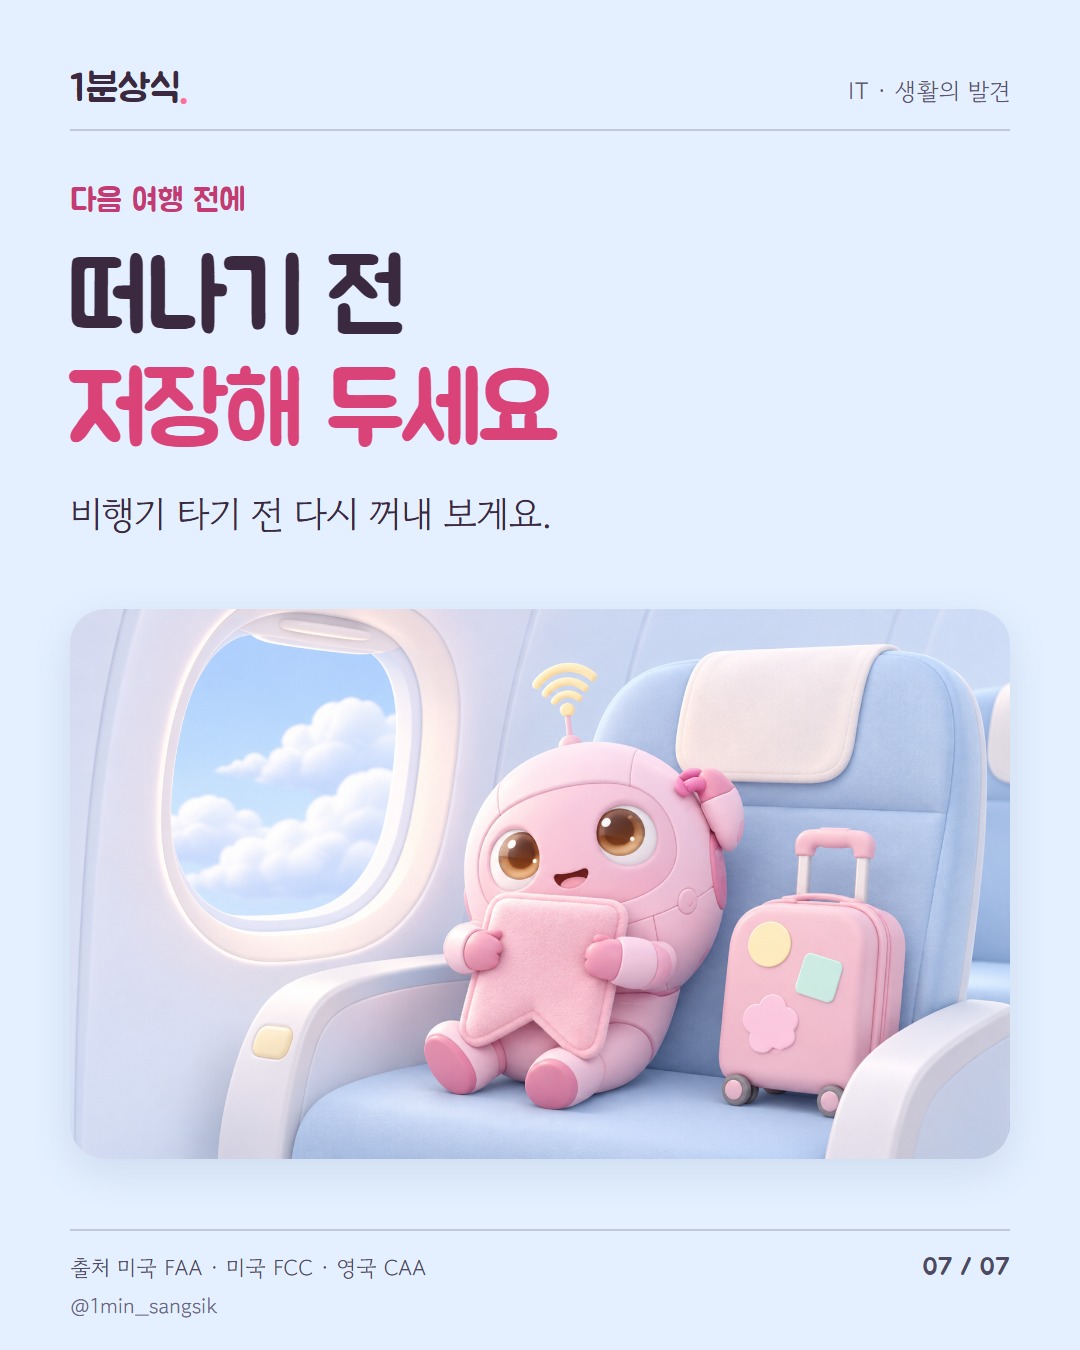 1분상식.
IT · 생활의 발견
다음 여행 전에
떠나기 전
저장해 두세요
비행기 타기 전 다시 꺼내 보게요.
출처 미국 FAA · 미국 FCC · 영국 CAA
07 / 07
@1min_sangsik